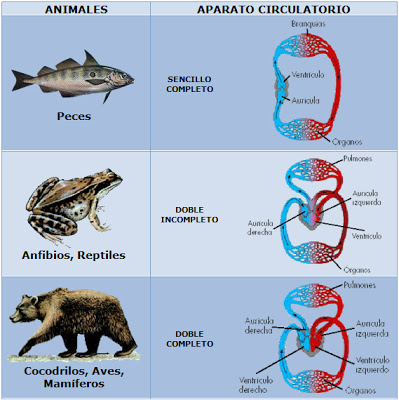 ANIMALES
APARATO CIRCULATORIO
Peces
SENCILLO
COMPLETO
Branquias
Ventrículo
Aurícula
Organos
Anfibios, Reptiles
DOBLE
INCOMPLETO
Pulmones
Aurícula
izquierda
Aurícula
derecha
Ventrículo
Organos
Cocodrilos, Aves,
Mamíferos
DOBLE
COMPLETO
Pulmones
Aurícula
derecha
Aurícula
izquierda
Ventrículo
izquierdo
Ventrículo
derecho
Organos